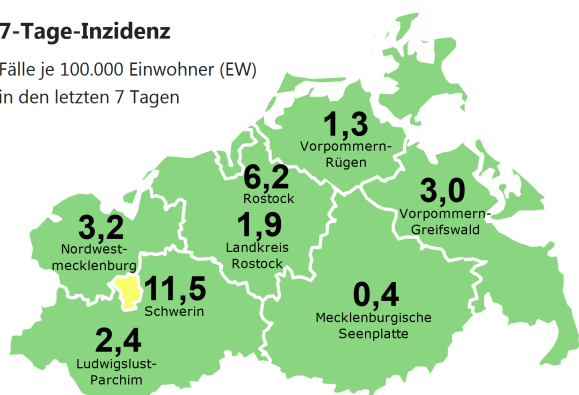 7-Tage-Inzidenz
Fälle je 100.000 Einwohner (EW)
in den letzten 7 Tagen
1,3
Vorpommern-
Rügen
6,2
Rostock
3,0
Vorpommern-
Greifswald
3,2
Nordwest-
mecklenburg
1,9
Landkreis
Rostock
11,5
Schwerin
0,4
Mecklenburgische
Seenplatte
2,4
Ludwigslust-
Parchim